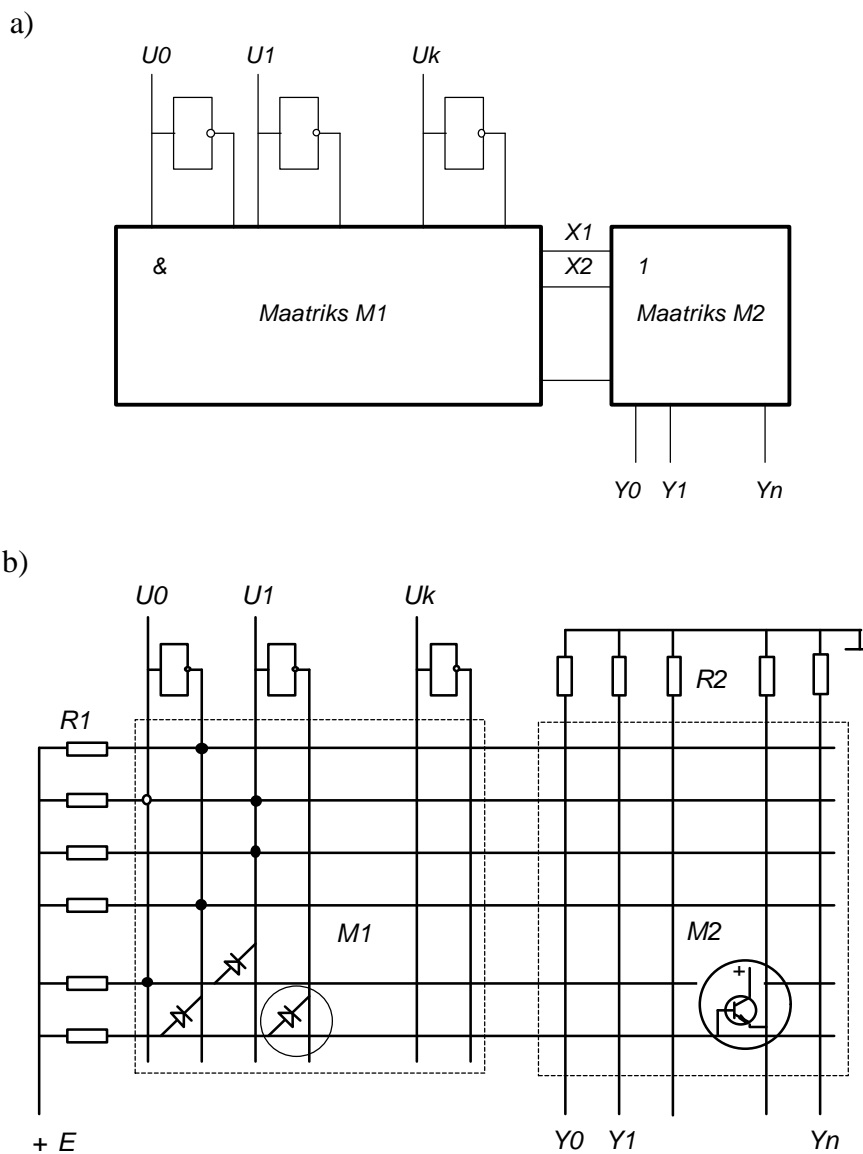 a)
U0 U1 Uk
X1
& X2 1
Maatriks M1 Maatriks M2
Y0 Y1 Yn
b)
U0 U1 Uk
R1 R2
M1 M2
+
+ E Y0 Y1 Yn